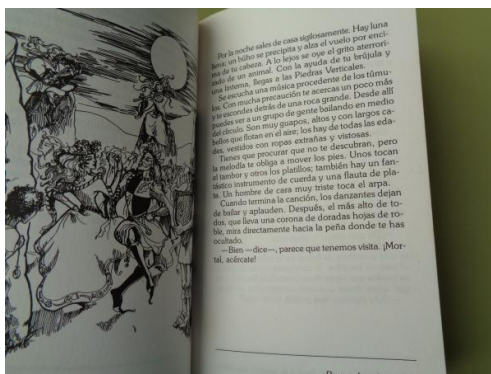 Por la noche sales de casa sigilosamente. Hay luna
llena; un búho se precipita y alza el vuelo por enci-
ma de tu cabeza. A lo lejos se oye el grito aterrori-
zado de un animal. Con la ayuda de tu brújula y
una linterna, llegas a las Piedras Verticales.
Se escucha una música procedente de los túmu-
los. Con mucha precaución te acercas un poco más
y te escondes detrás de una roca grande. Desde allí
puedes ver a un grupo de gente bailando en medio
del círculo. Son muy guapos, altos y con largos ca-
bellos que flotan en el aire; los hay de todas las eda-
des, vestidos con ropas extrañas y vistosas.
Tienes que procurar que no te descubran, pero
la melodía te obliga a mover los pies. Unos tocan
el tambor y otros los platillos; también hay un fan-
tástico instrumento de cuerda y una flauta de pla-
ta. Un hombre de cara muy triste toca el arpa.
Cuando termina la canción, los danzantes dejan
de bailar y aplauden. Después, el más alto de to-
dos, que lleva una corona de doradas hojas de ro-
ble, mira directamente hacia la peña donde te has
ocultado.
—Bien —dice—, parece que tenemos visita. ¡Mor-
tal, acércate!